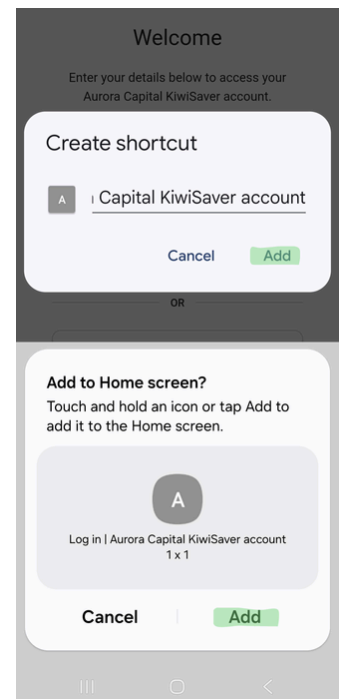 Welcome
Enter your details below to access your
Aurora Capital KiwiSaver account.
Create shortcut
A
Capital KiwiSaver account
Cancel
Add
OR
Add to Home screen?
Touch and hold an icon or tap Add to
add it to the Home screen.
A
Log in | Aurora Capital KiwiSaver account
1 x 1
Cancel
Add